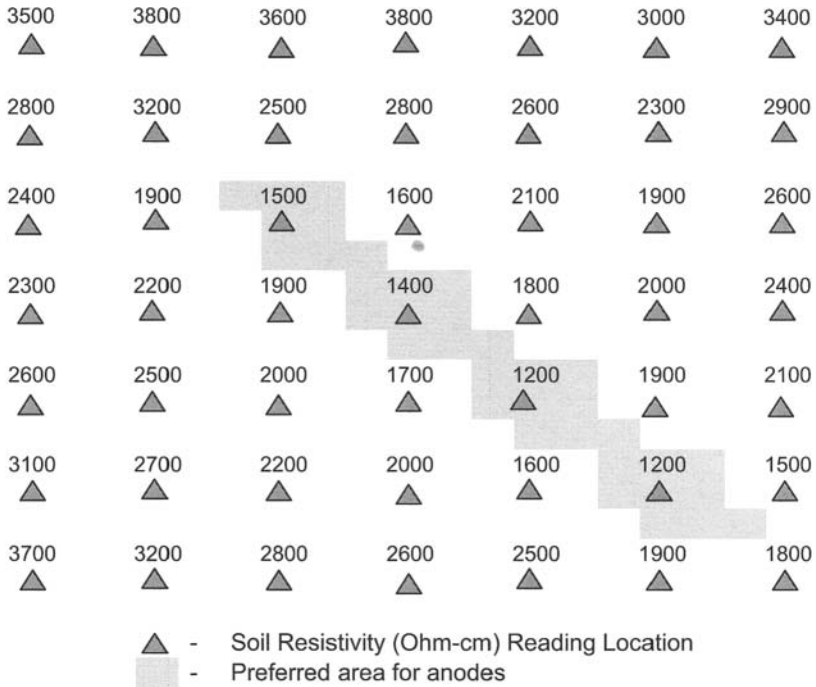 3500 3800 3600 3800 3200 3000 3400
2800 3200 2500 2800 2600 2300 2900
2400 1900 1500 1600 2100 1900 2600
2300 2200 1900 1400 1800 2000 2400
2600 2500 2000 1700 1200 1900 2100
3100 2700 2200 2000 1600 1200 1500
3700 3200 2800 2600 2500 1900 1800
- Soil Resistivity (Ohm-cm) Reading Location
- Preferred area for anodes